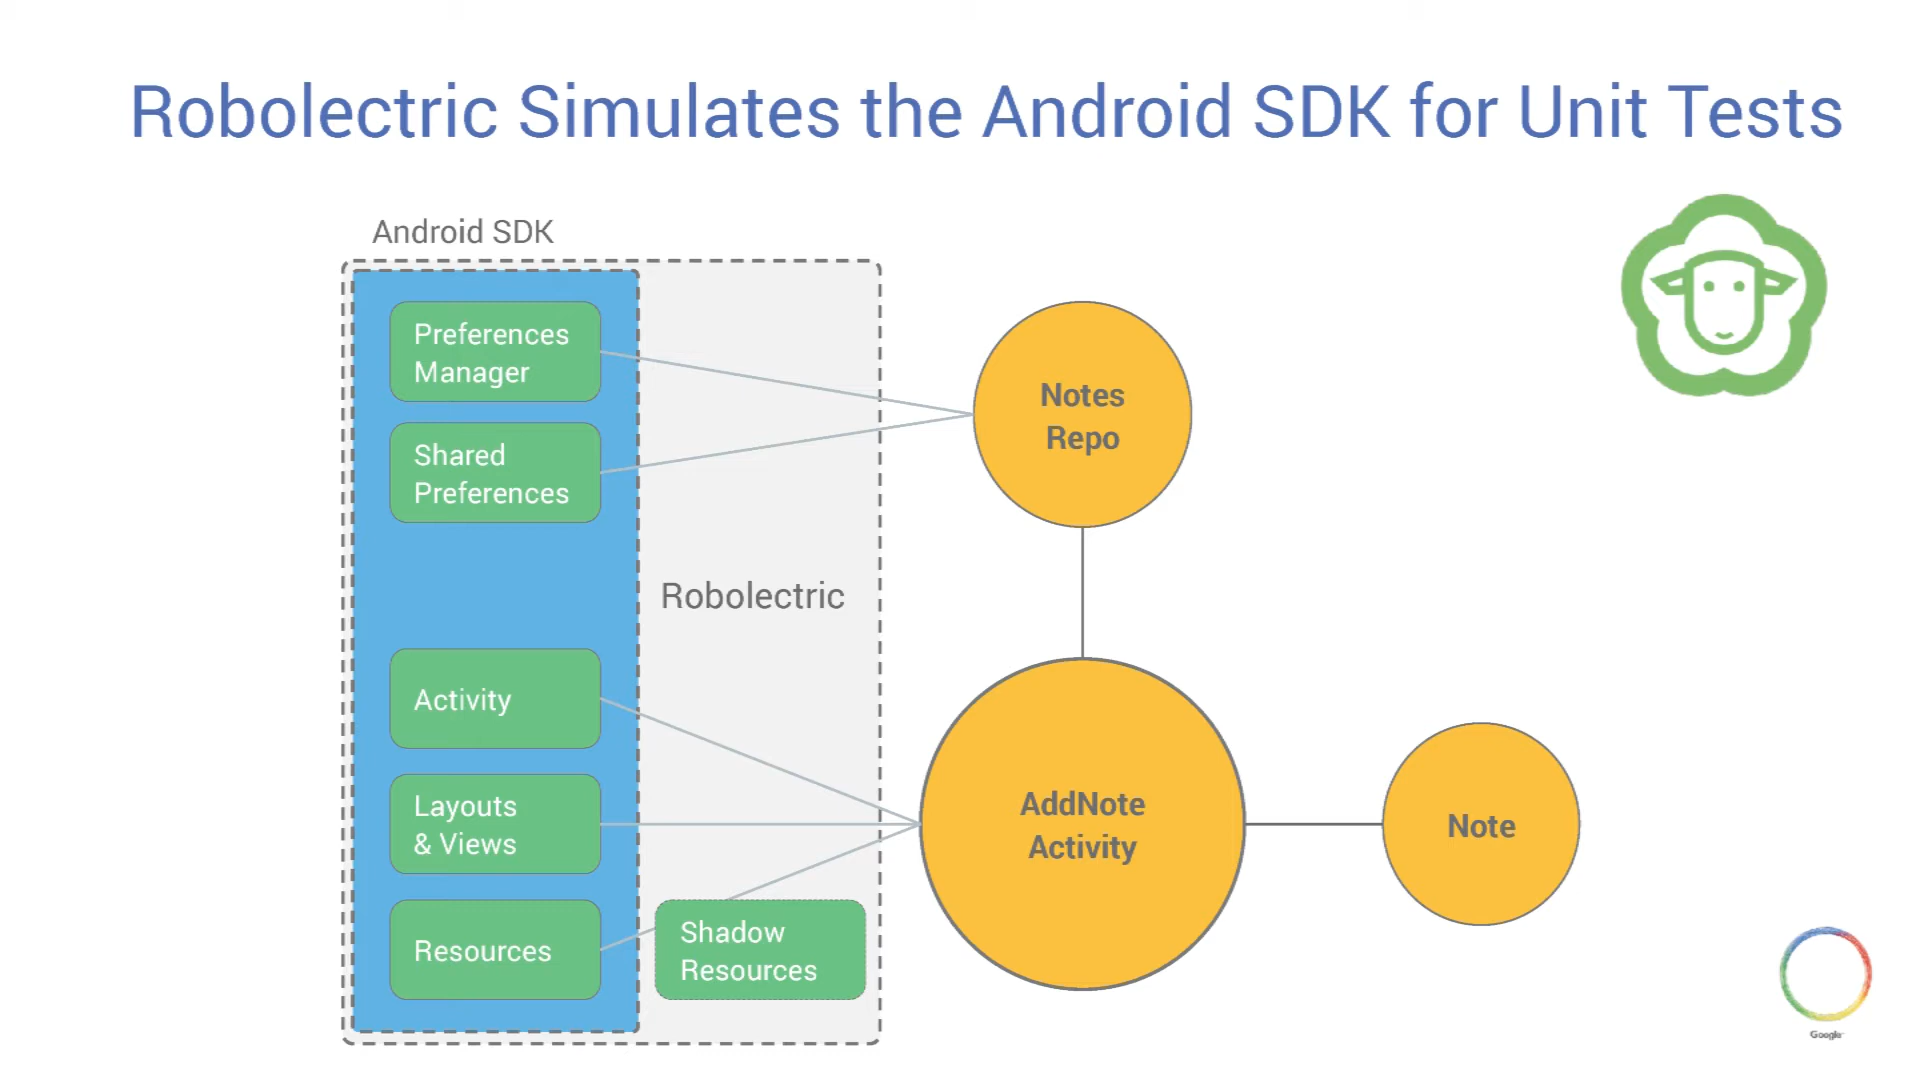 Robolectric Simulates the Android SDK for Unit Tests
Android SDK
Preferences
Manager
Shared
Preferences
Robolectric
Activity
Layouts
& Views
Resources
Shadow
Resources
Notes
Repo
AddNote
Activity
Note
Google